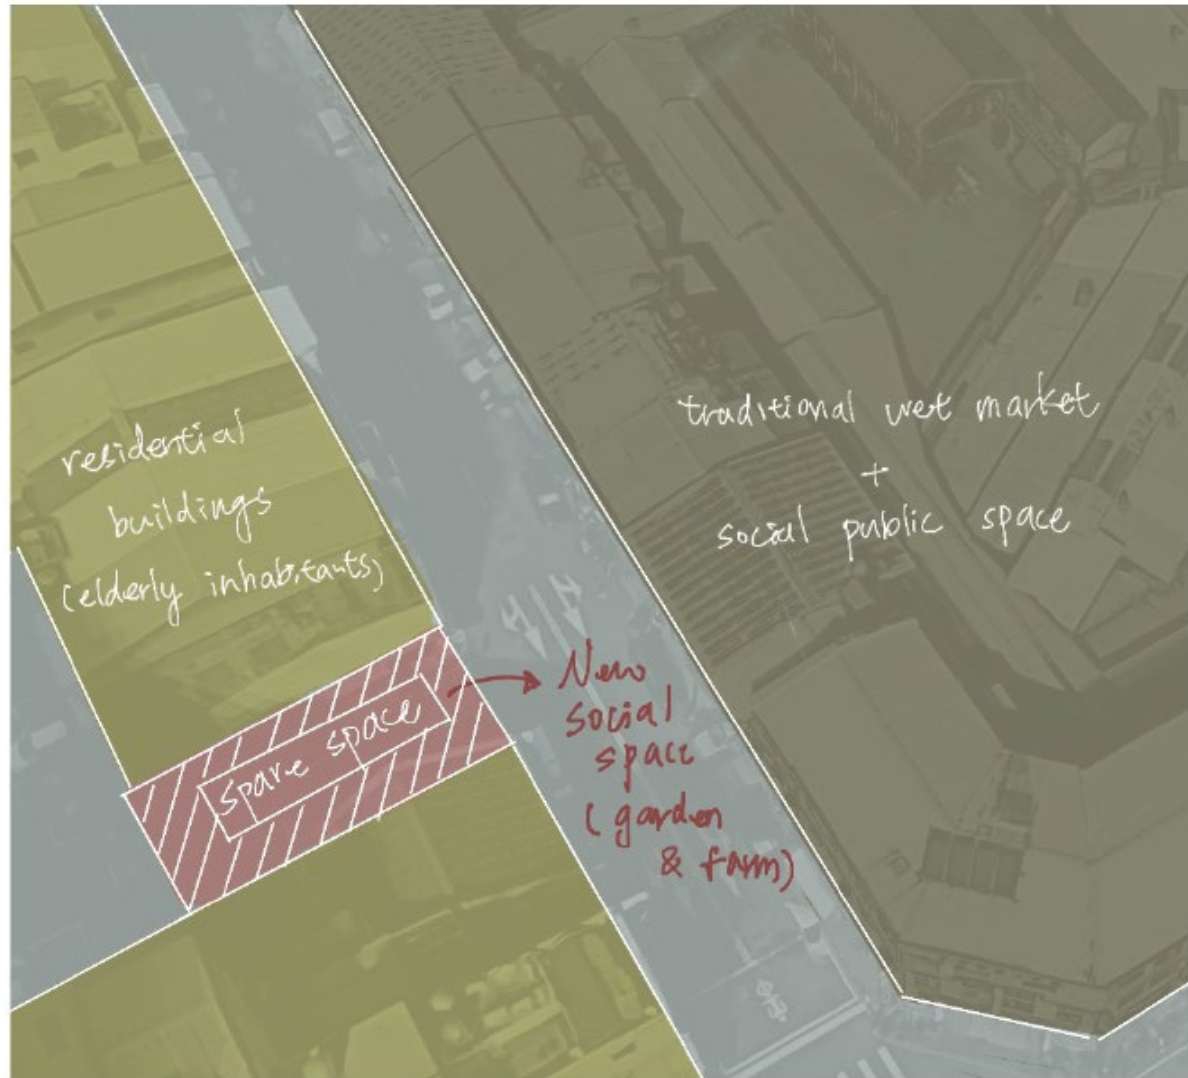 residential
buildings
(elderly inhabitants)
traditional wet market
+
social public space
spare space
New
social
space
(garden
& farm)